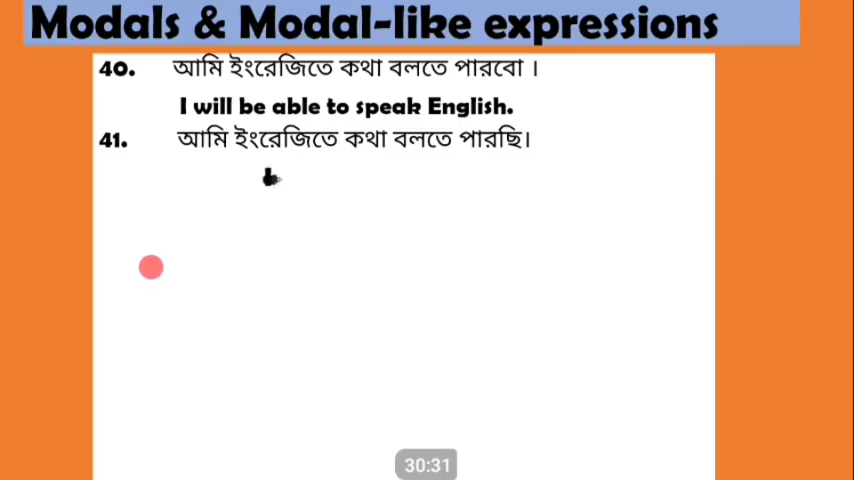 Modals & Modal-like expressions
40. আমি ইংরেজিতে কথা বলতে পারবো ।
I will be able to speak English.
41. আমি ইংরেজিতে কথা বলতে পারছি।
30:31